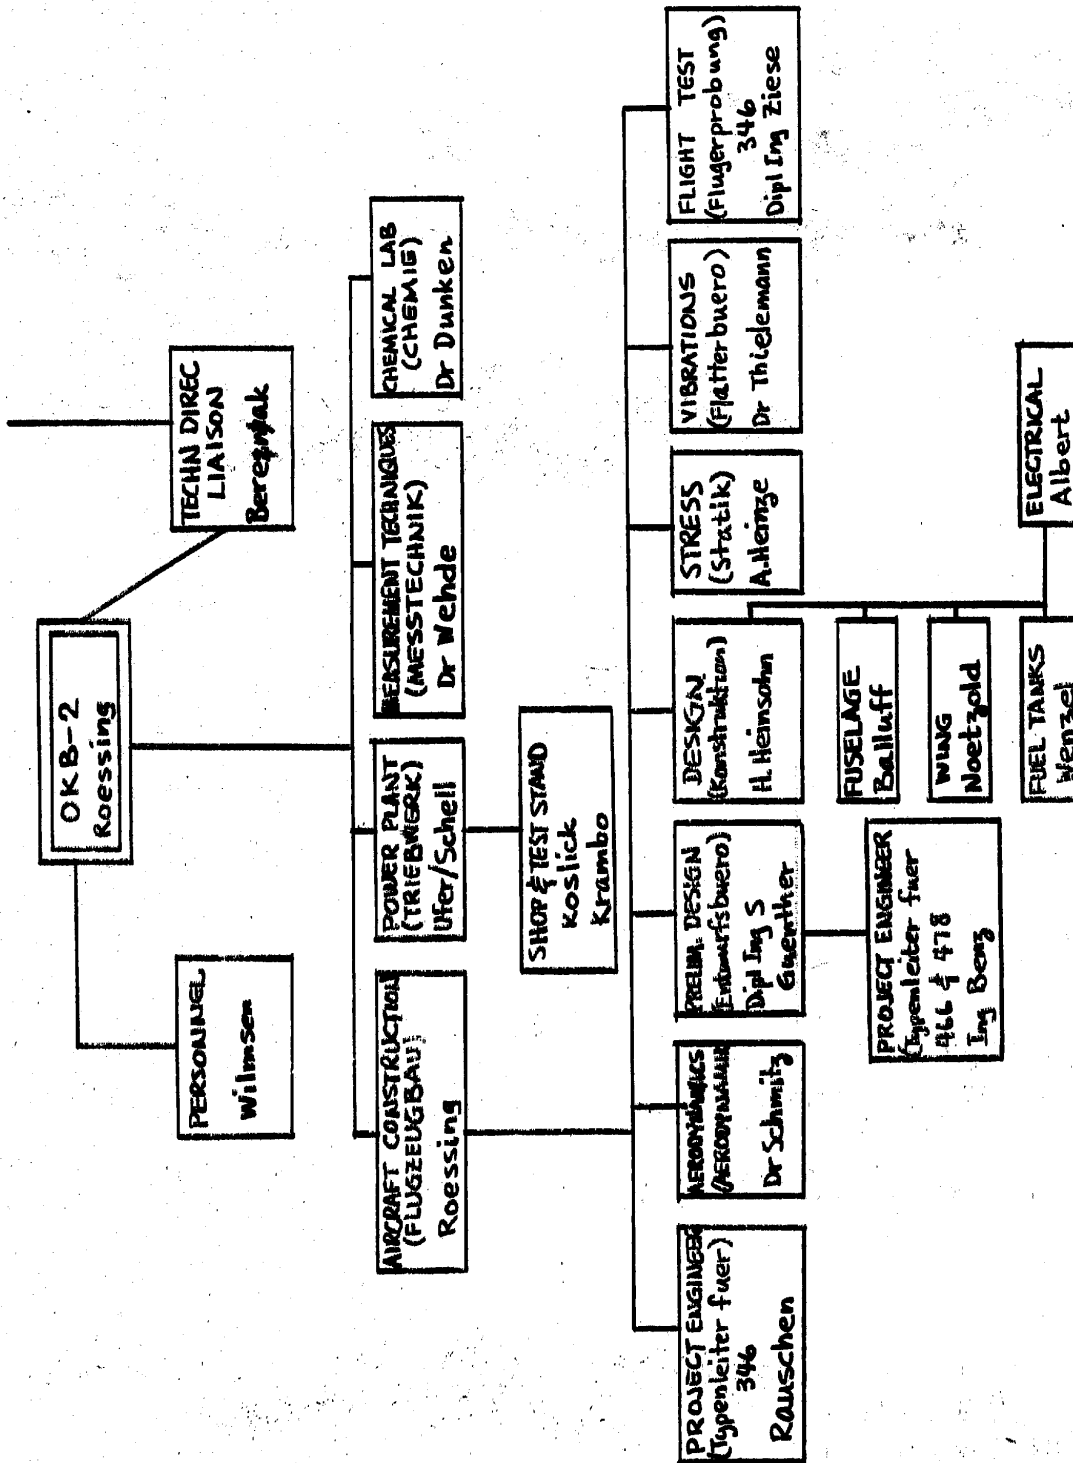 OKB-2
Roessing
PERSONNEL
Wilmsen
TECHN DIREC
LIAISON
AIRCRAFT CONSTRUCTION
(FLUGZEUGBAU)
Roessing
POWER PLANT
(TRIEBWERK)
Ufer/Schell
MEASUREMENT TECHNIQUES
(MESSTECHNIK)
Dr Wehde
CHEMICAL LAB
(CHEMIE)
Dr Dunken
SHOP & TEST STAND
Koslick
Krambo
PROJECT ENGINEER
(Typenleiter fuer)
346
Rauschen
AERODYNAMICS
(AERODYNAMIK
Dr Schmitz
PRELIM. DESIGN
(Entwurfsbuero)
Dipl Ing S
Guenther
DESIGN
(Konstruktion)
H. Heinsohn
STRESS
(Statik)
A. Heinze
VIBRATIONS
(Flatterbuero)
Dr Thielemann
FLIGHT TEST
(Flugerprobung)
346
Dipl Ing Ziese
PROJECT ENGINEER
(Typenleiter fuer
466 & 478
Ing Benz
FUSELAGE
Balluff
WING
Noetzold
FUEL TANKS
Wenzel
ELECTRICAL
Albert